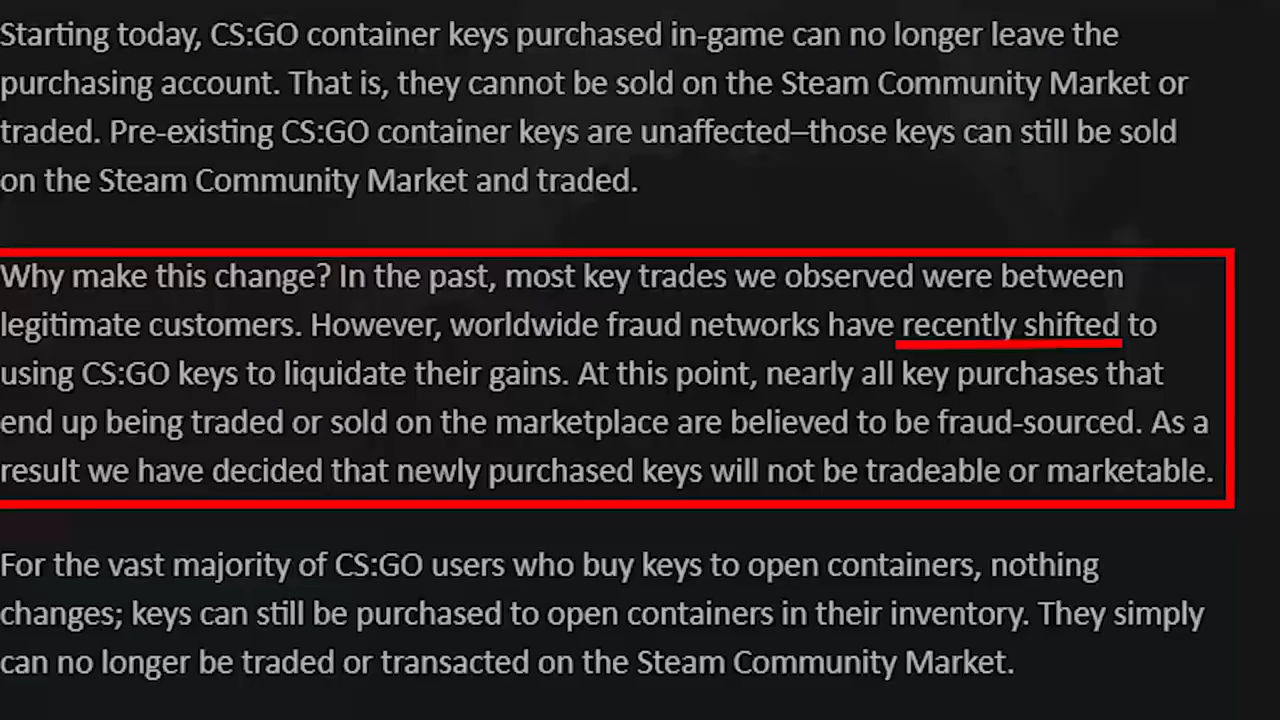 Starting today, CS:GO container keys purchased in-game can no longer leave the
purchasing account. That is, they cannot be sold on the Steam Community Market or
traded. Pre-existing CS:GO container keys are unaffected–those keys can still be sold
on the Steam Community Market and traded.
Why make this change? In the past, most key trades we observed were between
legitimate customers. However, worldwide fraud networks have recently shifted to
using CS:GO keys to liquidate their gains. At this point, nearly all key purchases that
end up being traded or sold on the marketplace are believed to be fraud-sourced. As a
result we have decided that newly purchased keys will not be tradeable or marketable.
For the vast majority of CS:GO users who buy keys to open containers, nothing
changes; keys can still be purchased to open containers in their inventory. They simply
can no longer be traded or transacted on the Steam Community Market.